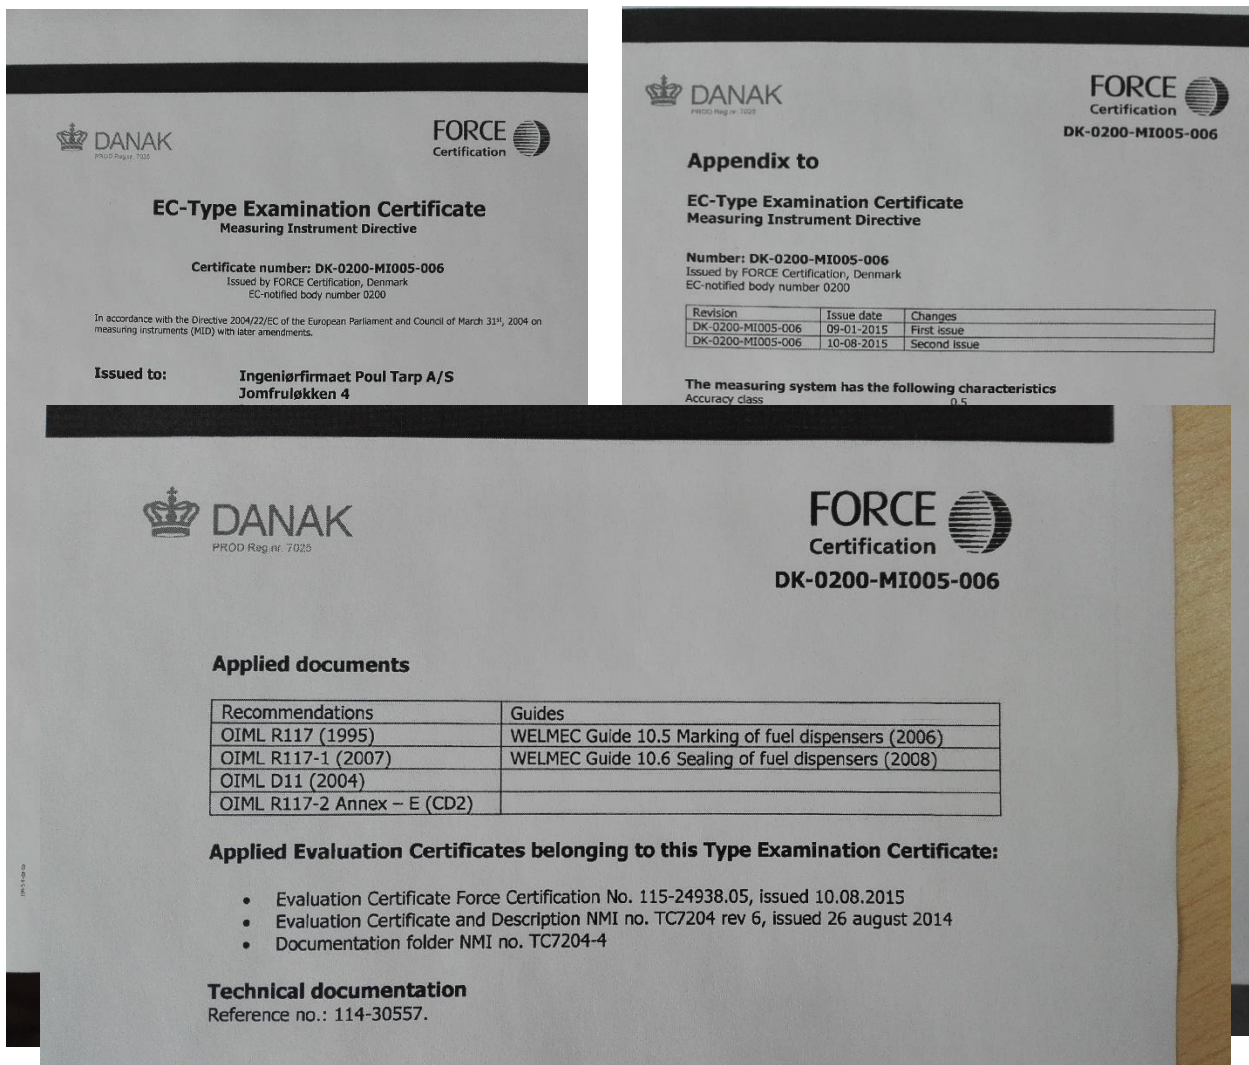 DANAK
PROD Reg.nr. 7025
FORCE
Certification
EC-Type Examination Certificate
Measuring Instrument Directive
Certificate number: DK-0200-MI005-006
Issued by FORCE Certification, Denmark
EC-notified body number 0200
In accordance with the Directive 2004/22/EC of the European Parliament and Council of March 31st, 2004 on
measuring instruments (MID) with later amendments.
Issued to: Ingeniørfirmaet Poul Tarp A/S
Jomfruløkken 4
DANAK
PROD Reg.nr. 7025
FORCE
Certification
DK-0200-MI005-006
Appendix to
EC-Type Examination Certificate
Measuring Instrument Directive
Number: DK-0200-MI005-006
Issued by FORCE Certification, Denmark
EC-notified body number 0200
Revision Issue date Changes
DK-0200-MI005-006 09-01-2015 First issue
DK-0200-MI005-006 10-08-2015 Second issue
The measuring system has the following characteristics
Accuracy class 0.5
DANAK
PROD Reg.nr. 7025
FORCE
Certification
DK-0200-MI005-006
Applied documents
Recommendations Guides
OIML R117 (1995) WELMEC Guide 10.5 Marking of fuel dispensers (2006)
OIML R117-1 (2007) WELMEC Guide 10.6 Sealing of fuel dispensers (2008)
OIML D11 (2004)
OIML R117-2 Annex – E (CD2)
Applied Evaluation Certificates belonging to this Type Examination Certificate:
• Evaluation Certificate Force Certification No. 115-24938.05, issued 10.08.2015
• Evaluation Certificate and Description NMI no. TC7204 rev 6, issued 26 august 2014
• Documentation folder NMI no. TC7204-4
Technical documentation
Reference no.: 114-30557.